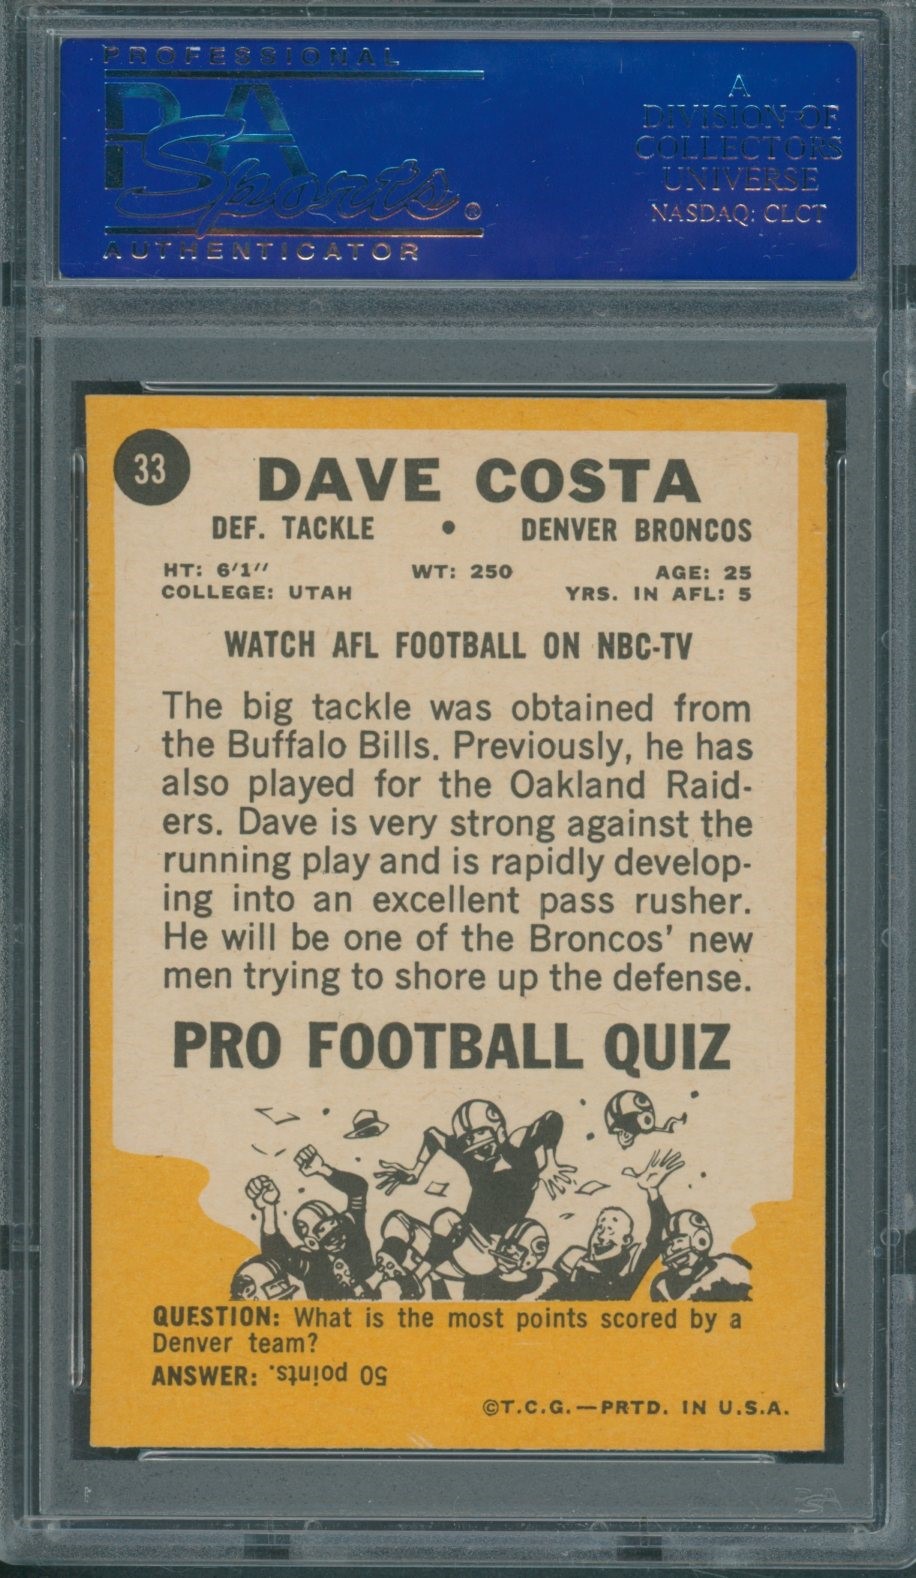 PROFESSIONAL
PSA
Sports®
AUTHENTICATOR
A
DIVISION OF
COLLECTORS
UNIVERSE
NASDAQ: CLCT
33
DAVE COSTA
DEF. TACKLE • DENVER BRONCOS
HT: 6'1'' WT: 250 AGE: 25
COLLEGE: UTAH YRS. IN AFL: 5
WATCH AFL FOOTBALL ON NBC-TV
The big tackle was obtained from
the Buffalo Bills. Previously, he has
also played for the Oakland Raid-
ers. Dave is very strong against the
running play and is rapidly develop-
ing into an excellent pass rusher.
He will be one of the Broncos' new
men trying to shore up the defense.
PRO FOOTBALL QUIZ
QUESTION: What is the most points scored by a
Denver team?
ANSWER: 50 points.
©T.C.G.—PRTD. IN U.S.A.
PSA